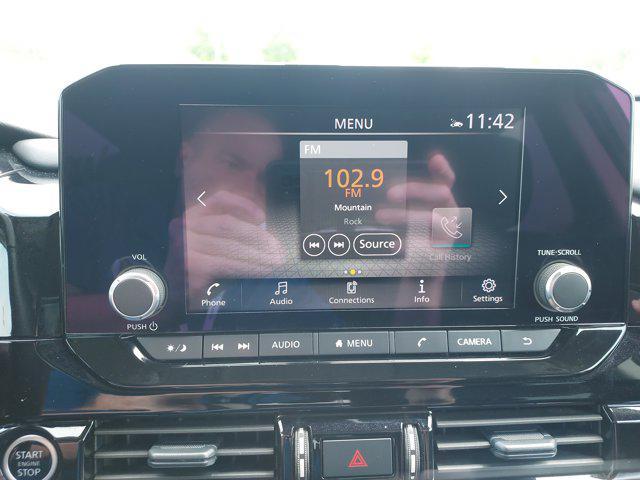 MENU
11:42
FM
102.9
FM
Mountain
Rock
Source
Call History
Phone
Audio
Connections
Info
Settings
VOL
PUSH
TUNE·SCROLL
PUSH SOUND
AUDIO
MENU
CAMERA
START
ENGINE
STOP